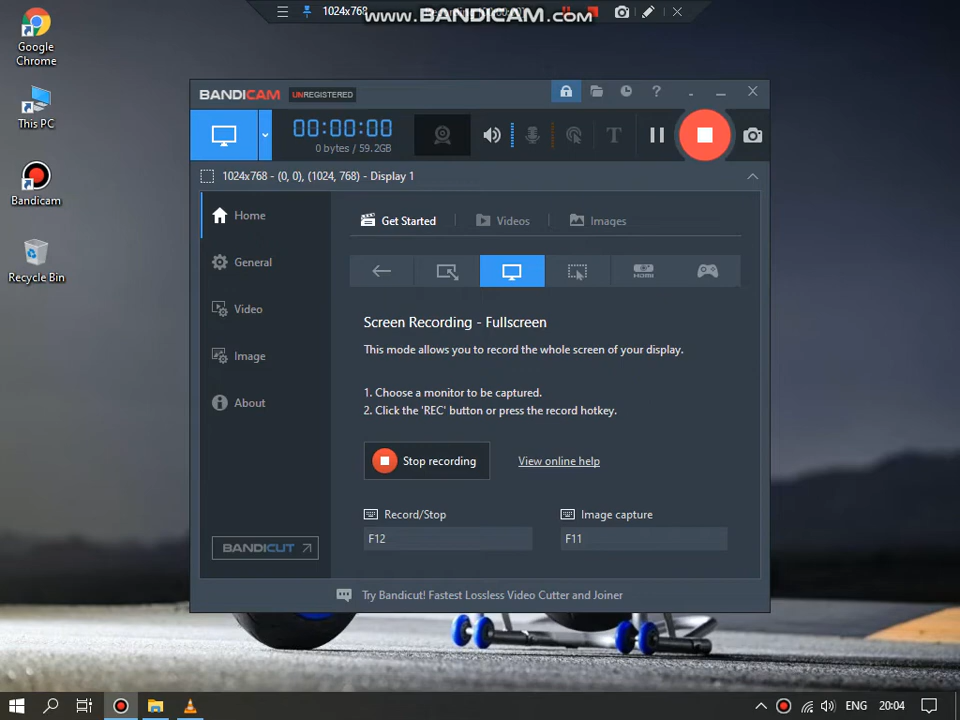 1024x768
www.BANDICAM.com
Google
Chrome
This PC
Bandicam
Recycle Bin
BANDICAM UNREGISTERED
00:00:00
0 bytes / 59.2GB
1024x768 - (0, 0), (1024, 768) - Display 1
Home
General
Video
Image
About
BANDICUT
Get Started
Videos
Images
HDMI
Screen Recording - Fullscreen
This mode allows you to record the whole screen of your display.
1. Choose a monitor to be captured.
2. Click the 'REC' button or press the record hotkey.
Stop recording
View online help
Record/Stop
Image capture
F12
F11
Try Bandicut! Fastest Lossless Video Cutter and Joiner
ENG
20:04